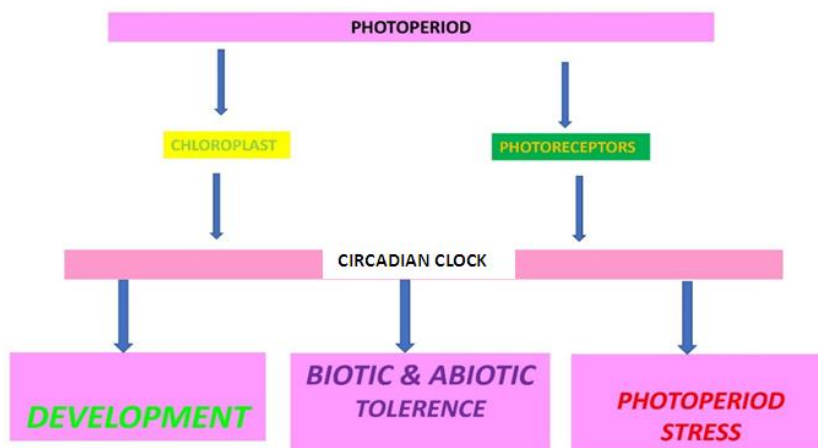 PHOTOPERIOD
CHLOROPLAST
PHOTORECEPTORS
CIRCADIAN CLOCK
DEVELOPMENT
BIOTIC & ABIOTIC
TOLERENCE
PHOTOPERIOD
STRESS